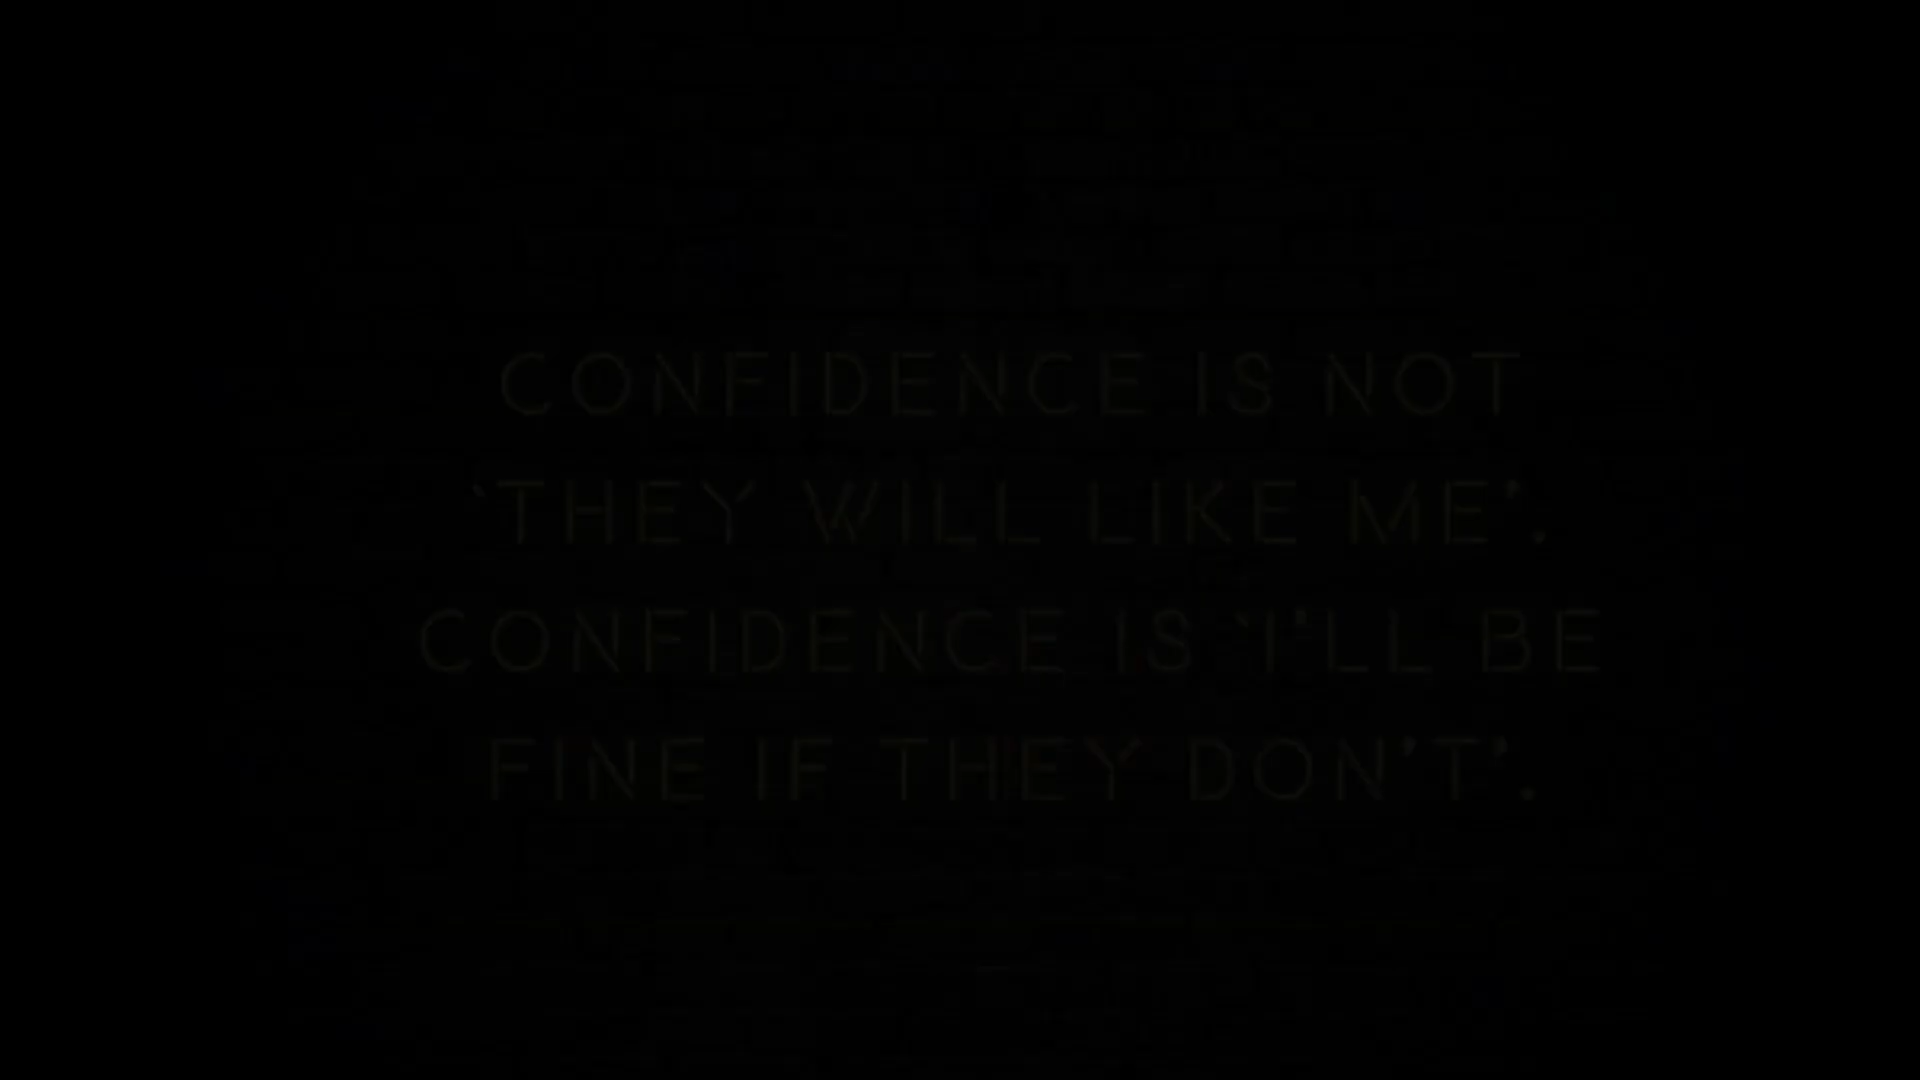 CONFIDENCE IS NOT
‘THEY WILL LIKE ME’.
CONFIDENCE IS ‘I’LL BE
FINE IF THEY DON’T’.